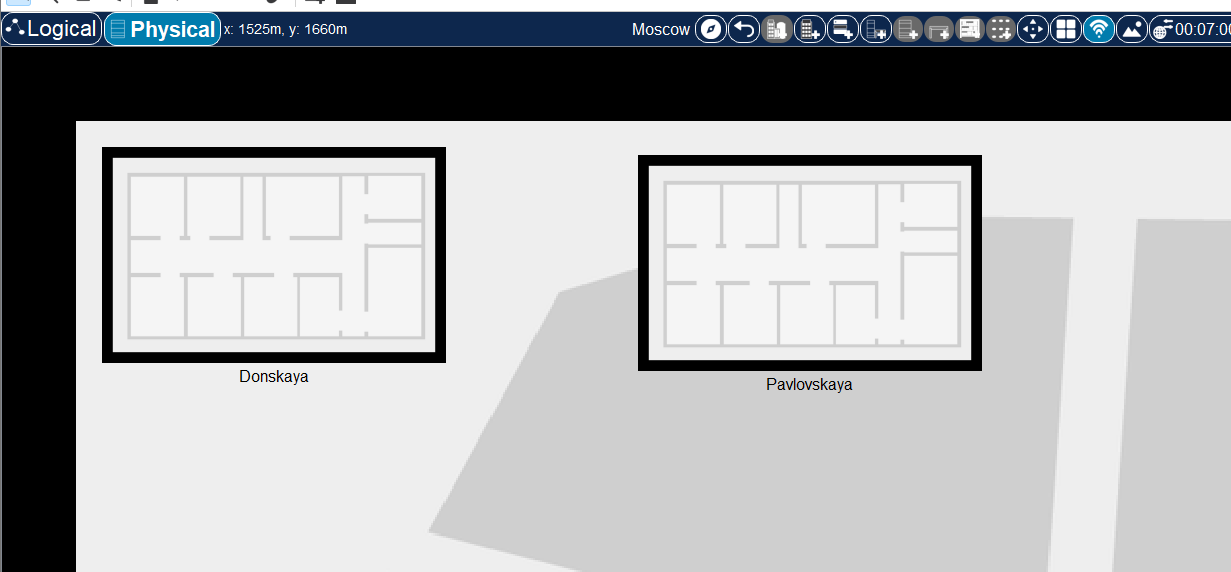 Logical Physical x: 1525m, y: 1660m Moscow 00:07:00
Donskaya
Pavlovskaya